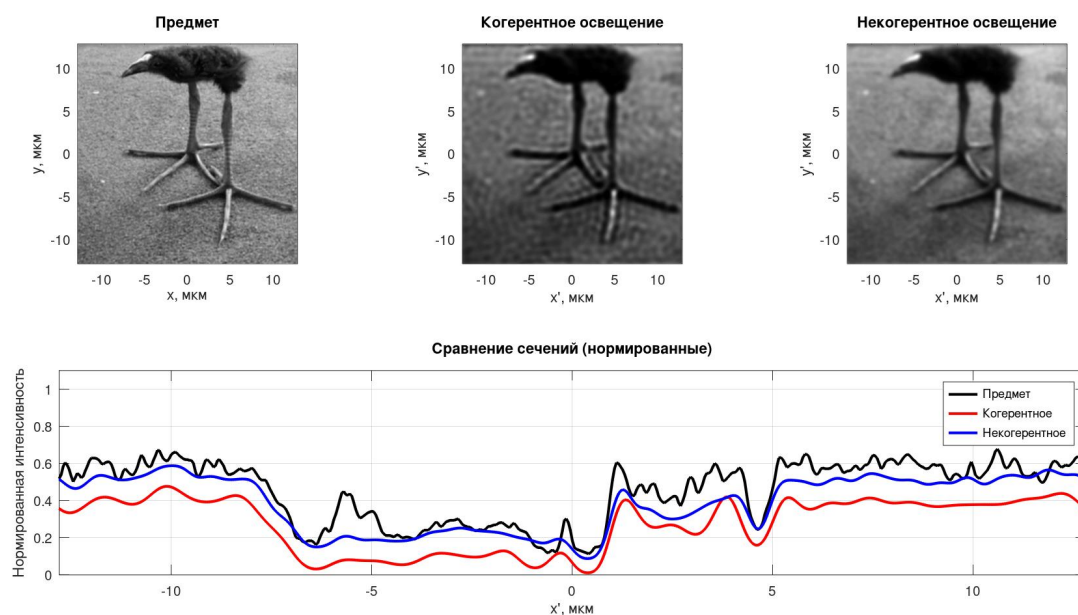 Предмет
Когерентное освещение
Некогерентное освещение
10
5
0
-5
-10
y, мкм
-10 -5 0 5 10
x, мкм
10
5
0
-5
-10
y', мкм
-10 -5 0 5 10
x', мкм
10
5
0
-5
-10
y', мкм
-10 -5 0 5 10
x', мкм
Сравнение сечений (нормированные)
Нормированная интенсивность
1
0.8
0.6
0.4
0.2
0
-10 -5 0 5 10
x', мкм
Предмет
Когерентное
Некогерентное